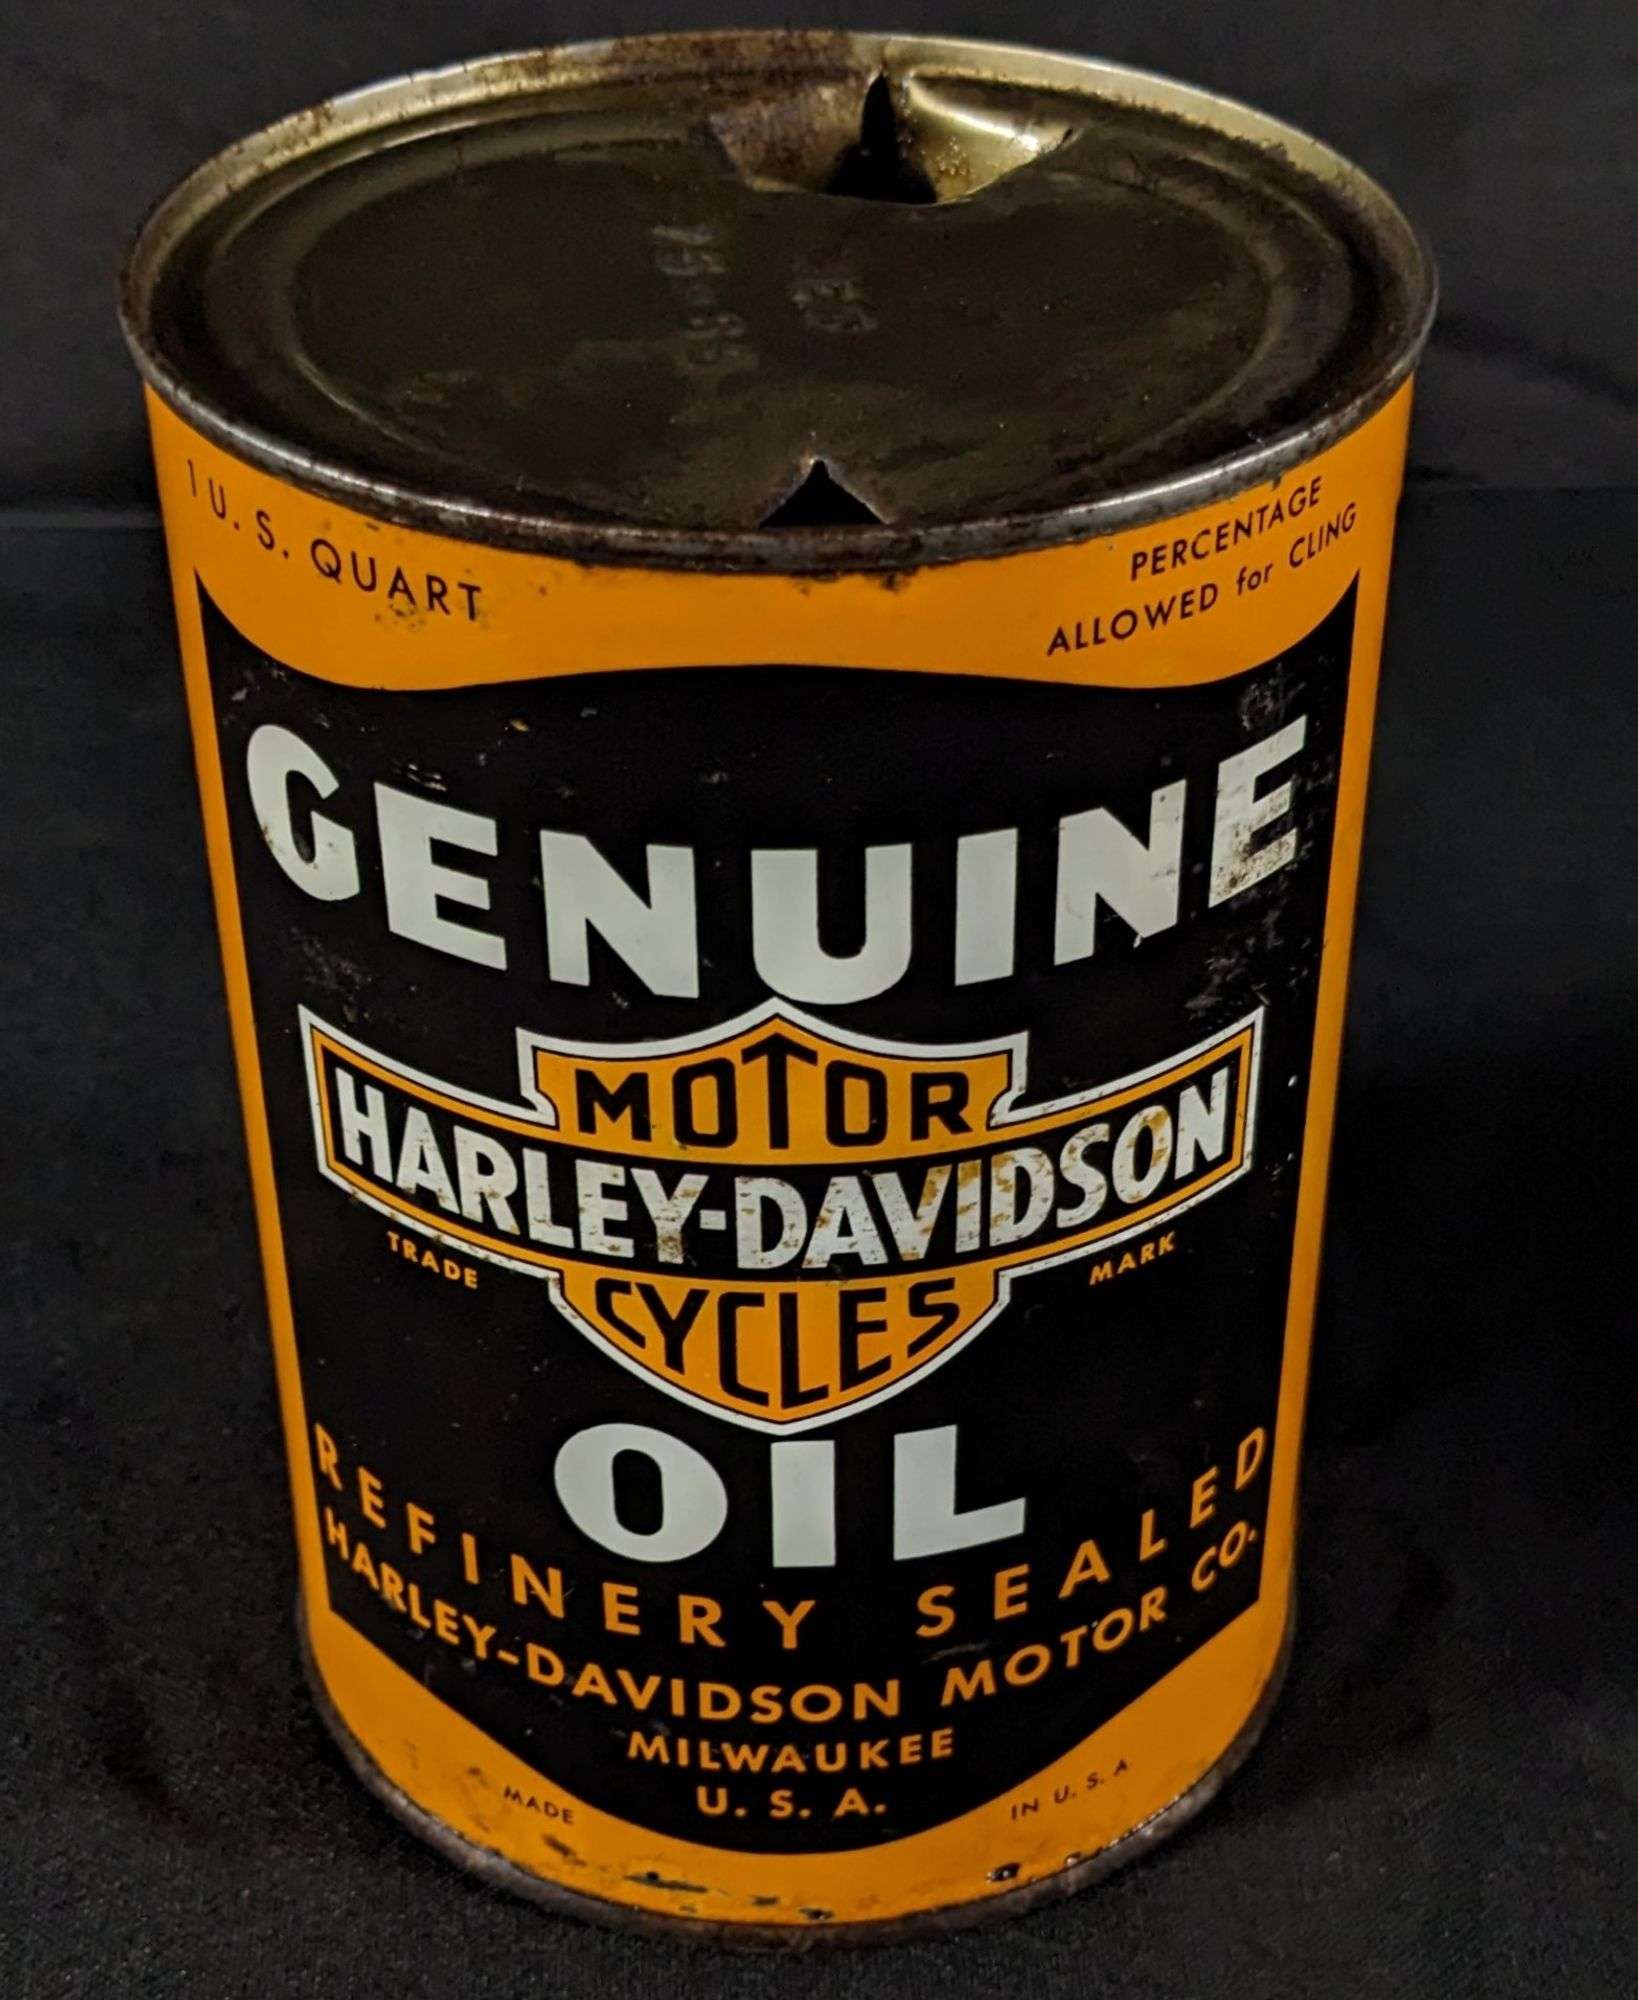 1 U. S. QUART
PERCENTAGE
ALLOWED for CLING
GENUINE
MOTOR
HARLEY-DAVIDSON
CYCLES
TRADE MARK
OIL
REFINERY SEALED
HARLEY-DAVIDSON MOTOR CO.
MILWAUKEE
U. S. A.
MADE IN U. S. A.